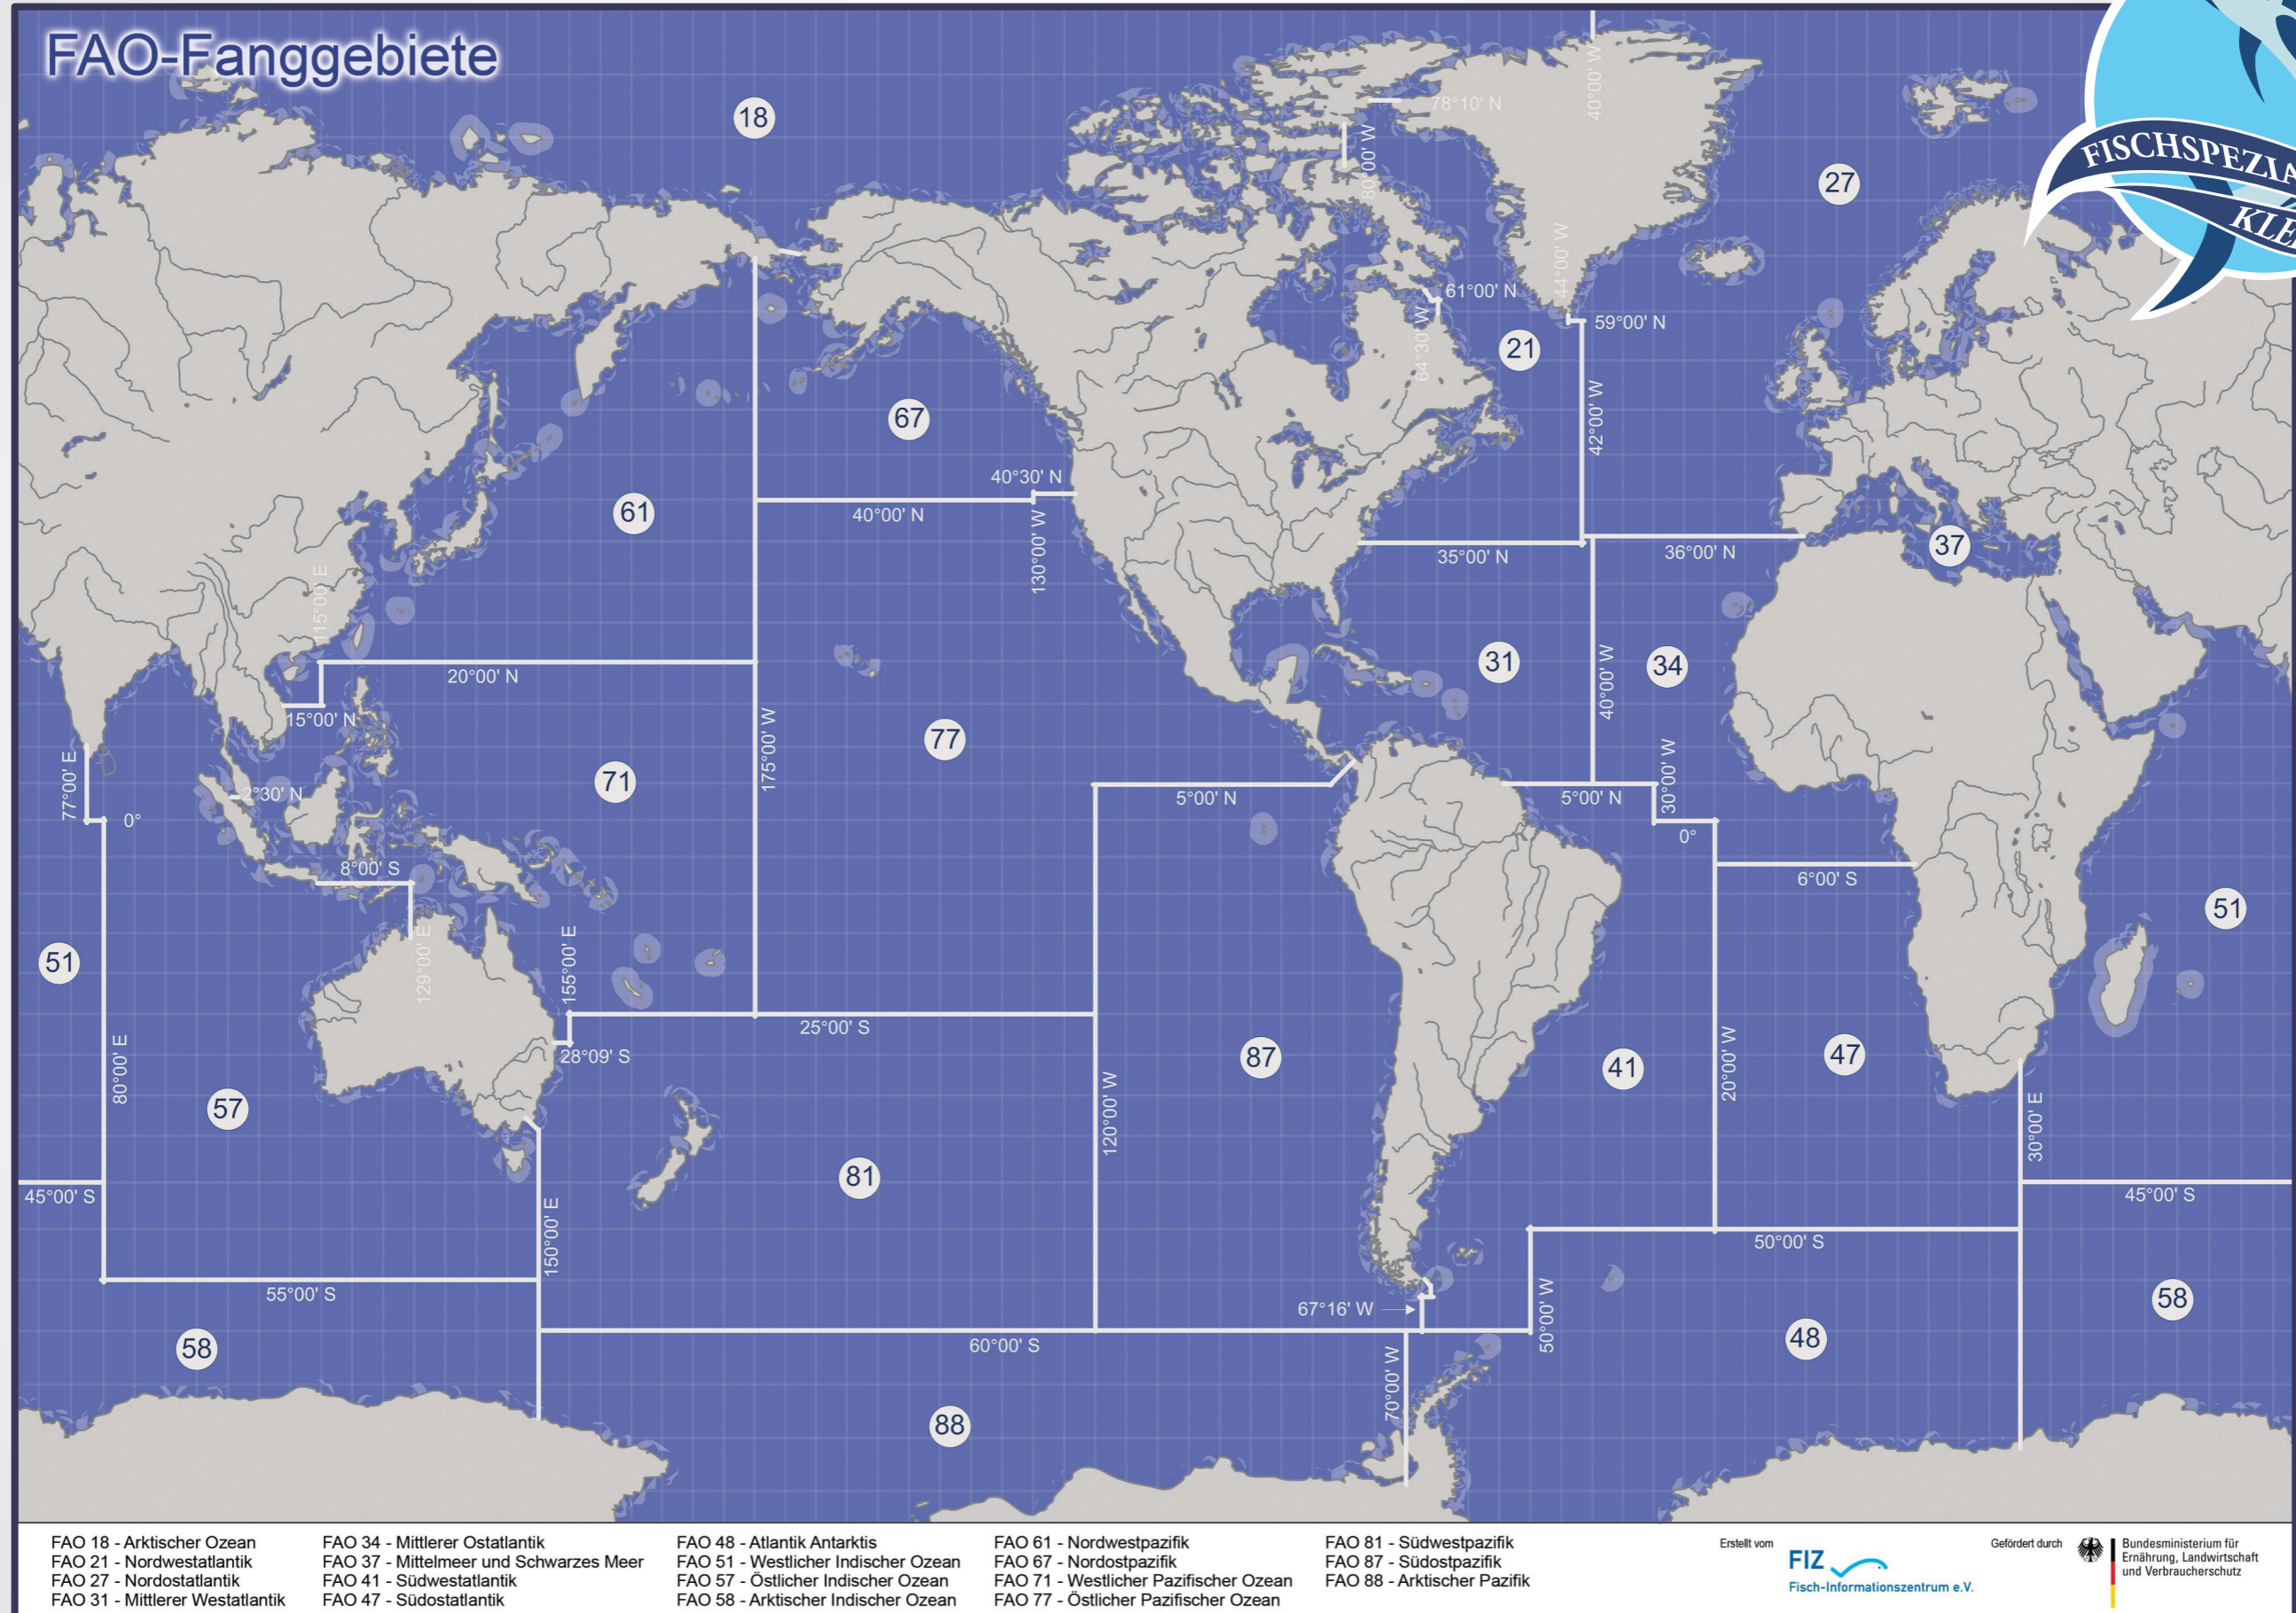 FAO-Fanggebiete
FISCHSPEZIA
KLE
18
78°10' N
40°00' W
80°00' W
27
61°00' N
44°00' W
59°00' N
64°30' W
21
42°00' W
67
40°30' N
40°00' N
130°00' W
61
35°00' N
36°00' N
37
115°00' E
20°00' N
15°00' N
31
34
40°00' W
77
175°00' W
71
77°00' E
2°30' N
0°
5°00' N
5°00' N
30°00' W
0°
8°00' S
6°00' S
51
51
129°00' E
155°00' E
25°00' S
28°09' S
80°00' E
57
87
120°00' W
41
20°00' W
47
30°00' E
81
45°00' S
45°00' S
150°00' E
50°00' S
55°00' S
67°16' W
50°00' W
58
58
48
60°00' S
70°00' W
88
FAO 18 - Arktischer Ozean
FAO 21 - Nordwestatlantik
FAO 27 - Nordostatlantik
FAO 31 - Mittlerer Westatlantik
FAO 34 - Mittlerer Ostatlantik
FAO 37 - Mittelmeer und Schwarzes Meer
FAO 41 - Südwestatlantik
FAO 47 - Südostatlantik
FAO 48 - Atlantik Antarktis
FAO 51 - Westlicher Indischer Ozean
FAO 57 - Östlicher Indischer Ozean
FAO 58 - Arktischer Indischer Ozean
FAO 61 - Nordwestpazifik
FAO 67 - Nordostpazifik
FAO 71 - Westlicher Pazifischer Ozean
FAO 77 - Östlicher Pazifischer Ozean
FAO 81 - Südwestpazifik
FAO 87 - Südostpazifik
FAO 88 - Arktischer Pazifik
Erstellt vom
FIZ
Fisch-Informationszentrum e.V.
Gefördert durch
Bundesministerium für
Ernährung, Landwirtschaft
und Verbraucherschutz